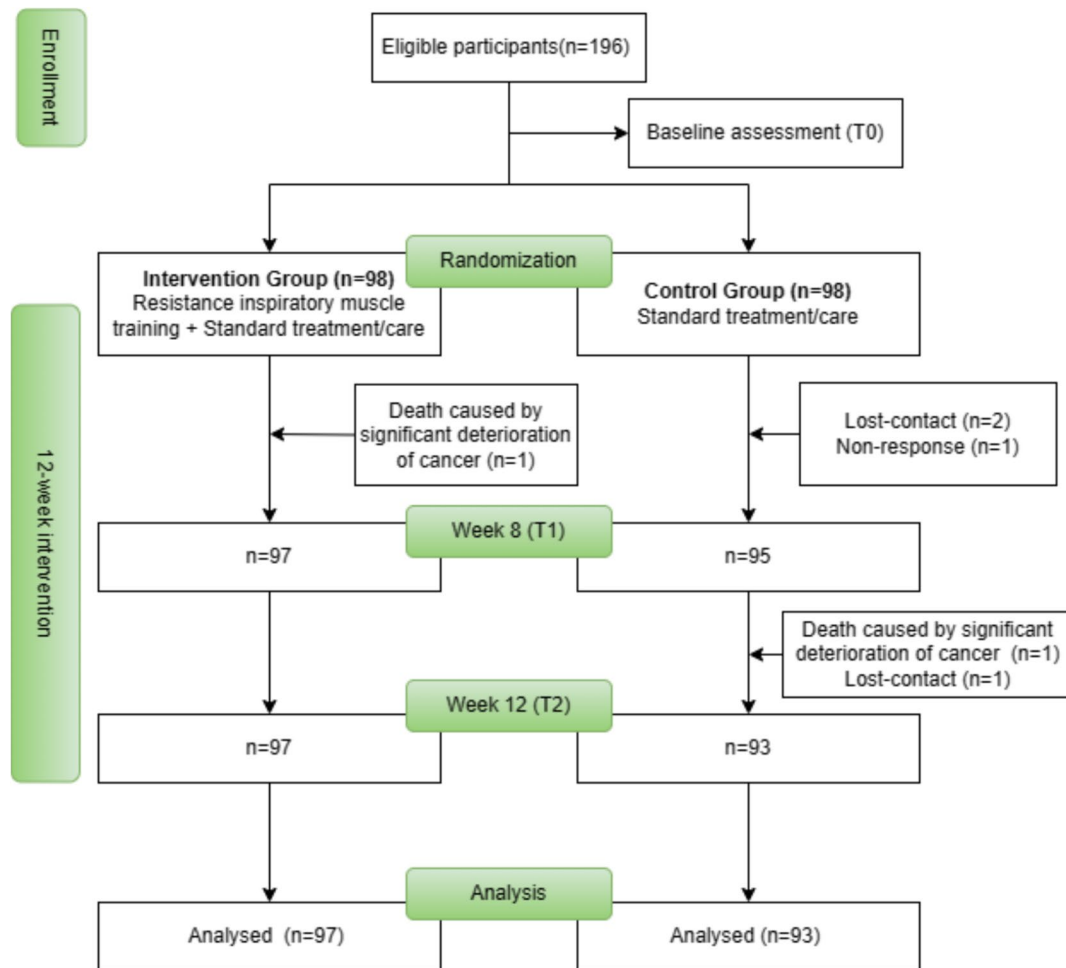 Enrollment
Eligible participants(n=196)
Baseline assessment (T0)
Randomization
Intervention Group (n=98)
Resistance inspiratory muscle
training + Standard treatment/care
Control Group (n=98)
Standard treatment/care
12-week intervention
Death caused by
significant deterioration
of cancer (n=1)
Lost-contact (n=2)
Non-response (n=1)
Week 8 (T1)
n=97
n=95
Death caused by significant
deterioration of cancer  (n=1)
Lost-contact (n=1)
Week 12 (T2)
n=97
n=93
Analysis
Analysed  (n=97)
Analysed (n=93)